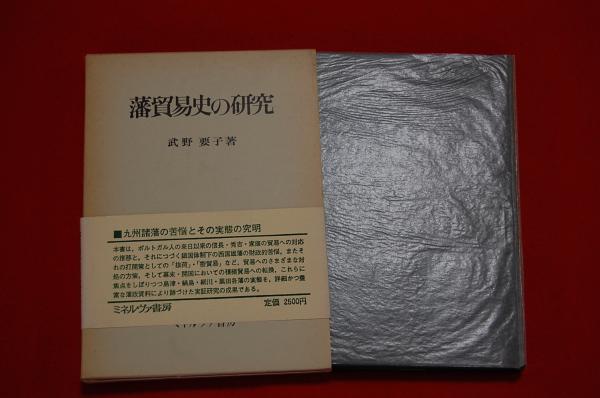 藩貿易史の研究
武野要子著
■九州諸藩の苦悩とその実態の究明
本書は、ポルトガル人の来日以来の信長・秀吉・家康の貿易への対応
の推移と、それにつづく鎖国体制下の西国雄藩の財政的苦悩、またそ
れの打開策としての「抜荷」・「密貿易」など、貿易へのさまざまな対
処の方策、そして幕末・開国においての積極貿易への転換、これらに
焦点をしぼりつつ島津・鍋島・細川・黒田各藩の実態を、詳細かつ豊
富な藩政資料により跡づけた実証研究の成果である。
ミネルヴァ書房
定価 2500円
ミネルヴァ書房